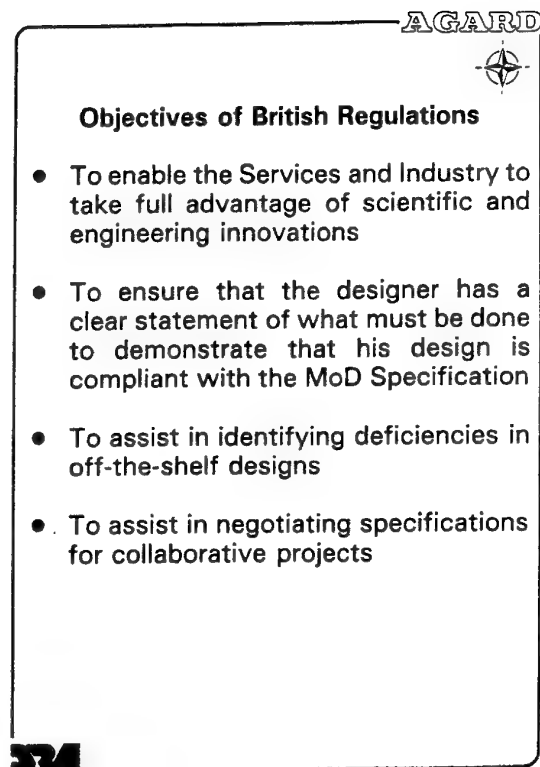 AGARD
Objectives of British Regulations
● To enable the Services and Industry to
take full advantage of scientific and
engineering innovations
● To ensure that the designer has a
clear statement of what must be done
to demonstrate that his design is
compliant with the MoD Specification
● To assist in identifying deficiencies in
off-the-shelf designs
● . To assist in negotiating specifications
for collaborative projects